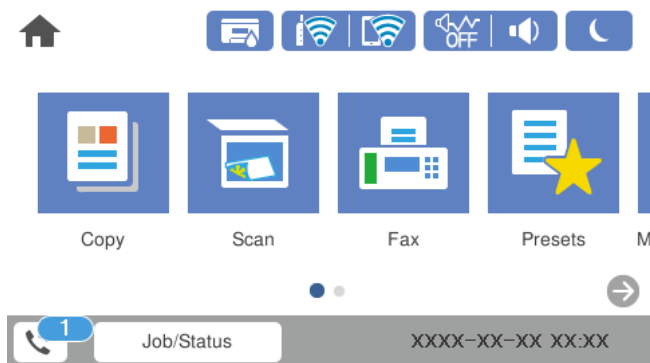 OFF
Copy
Scan
Fax
Presets
M
1
Job/Status
XXXX-XX-XX XX:XX